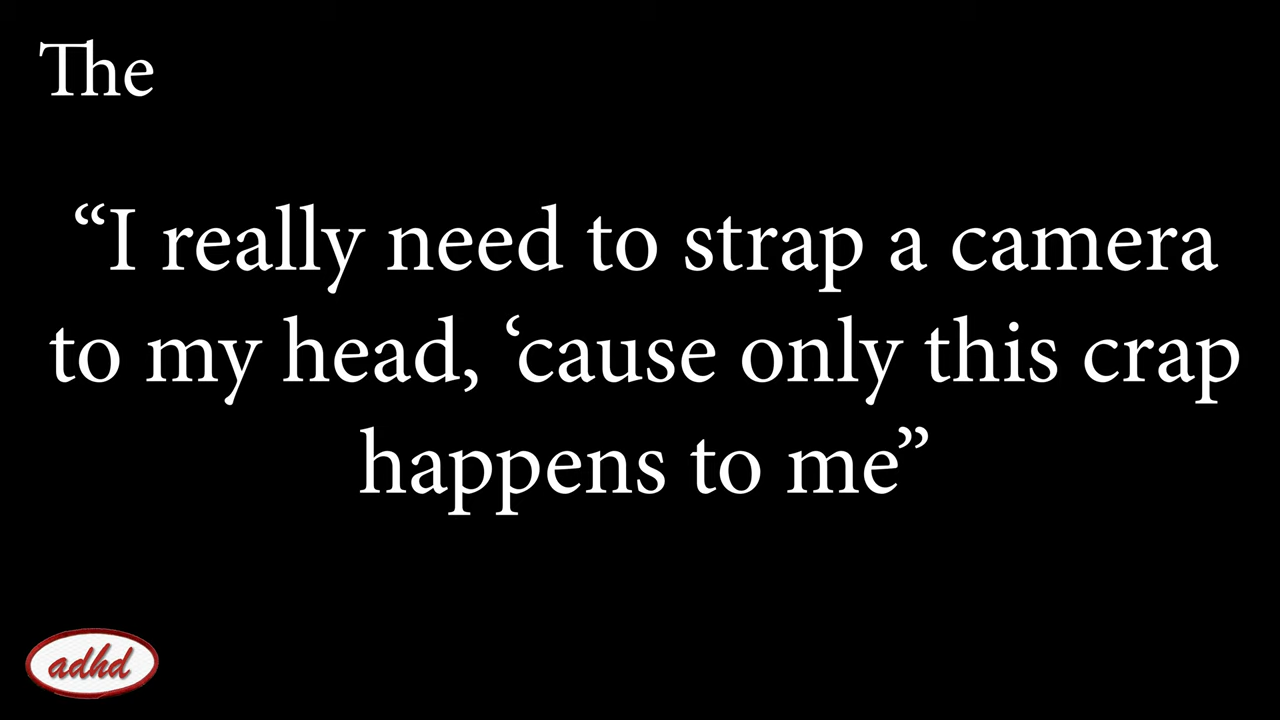 The
“I really need to strap a camera
to my head, ‘cause only this crap
happens to me”
adhd